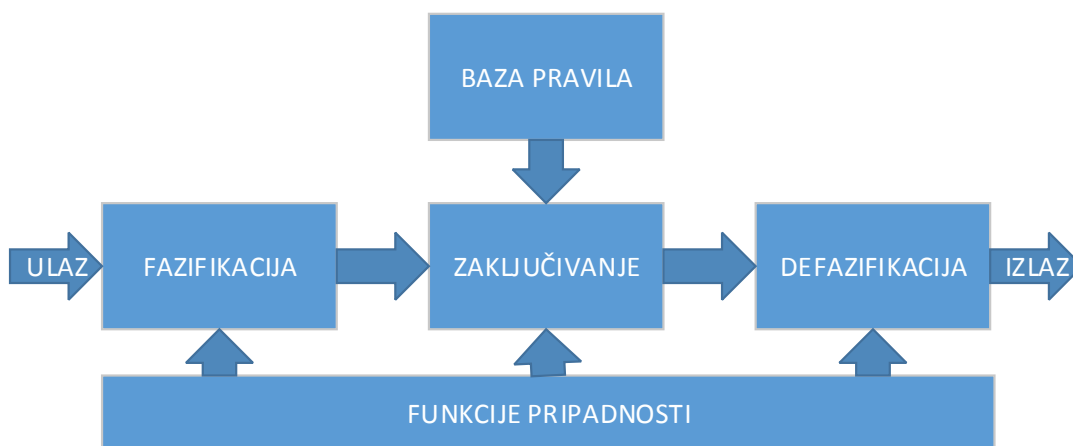 BAZA PRAVILA
ULAZ
FAZIFIKACIJA
ZAKLJUČIVANJE
DEFAZIFIKACIJA
IZLAZ
FUNKCIJE PRIPADNOSTI